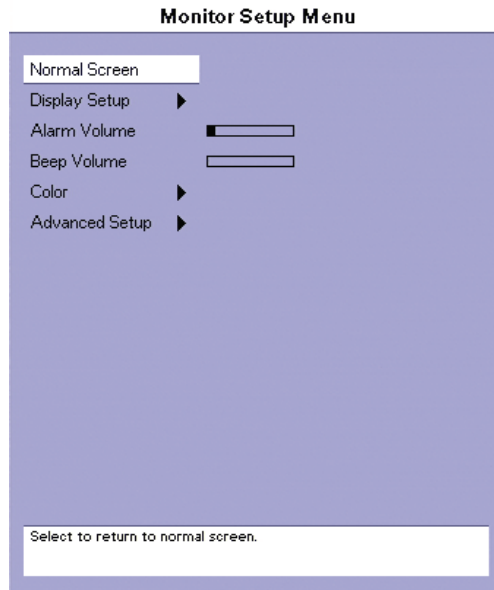 Monitor Setup Menu
Normal Screen
Display Setup
Alarm Volume
Beep Volume
Color
Advanced Setup
Select to return to normal screen.